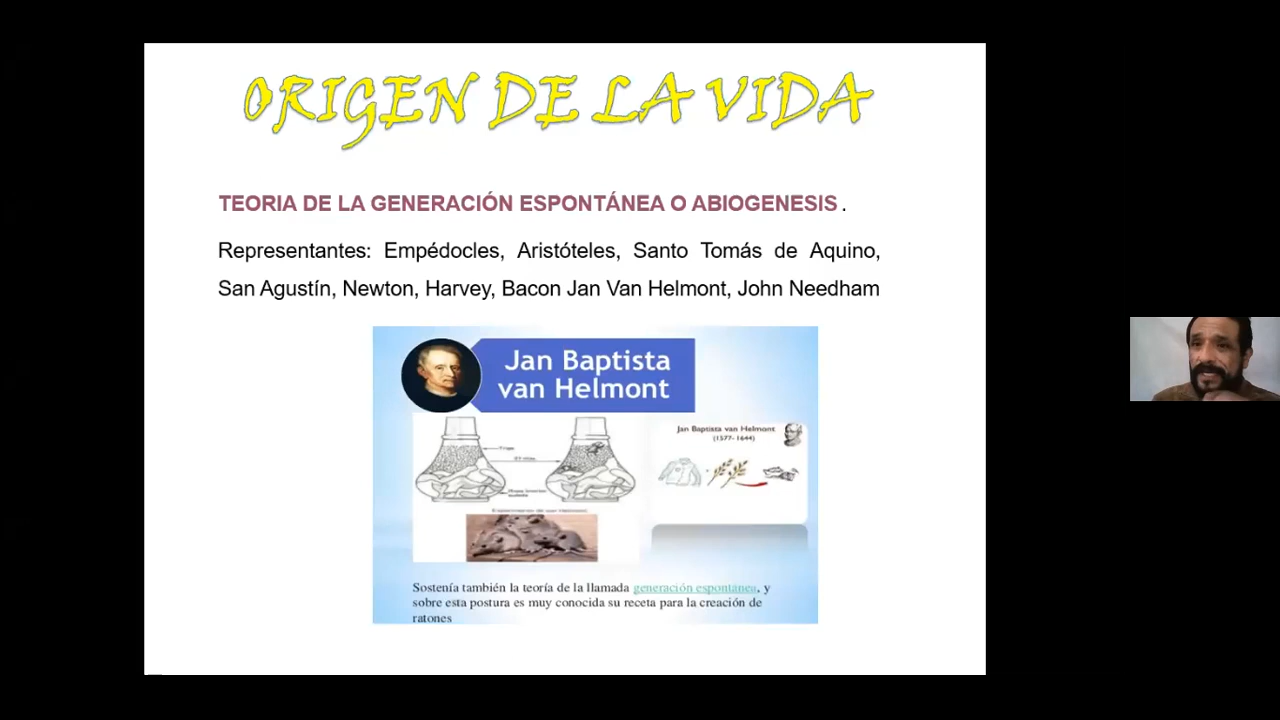 ORIGEN DE LA VIDA
TEORIA DE LA GENERACIÓN ESPONTÁNEA O ABIOGENESIS .
Representantes: Empédocles, Aristóteles, Santo Tomás de Aquino,
San Agustín, Newton, Harvey, Bacon Jan Van Helmont, John Needham
Jan Baptista
van Helmont
Jan Baptista van Helmont
(1577-1644)
Trigo
21 días
Sostenía también la teoría de la llamada generación espontánea, y
sobre esta postura es muy conocida su receta para la creación de
ratones